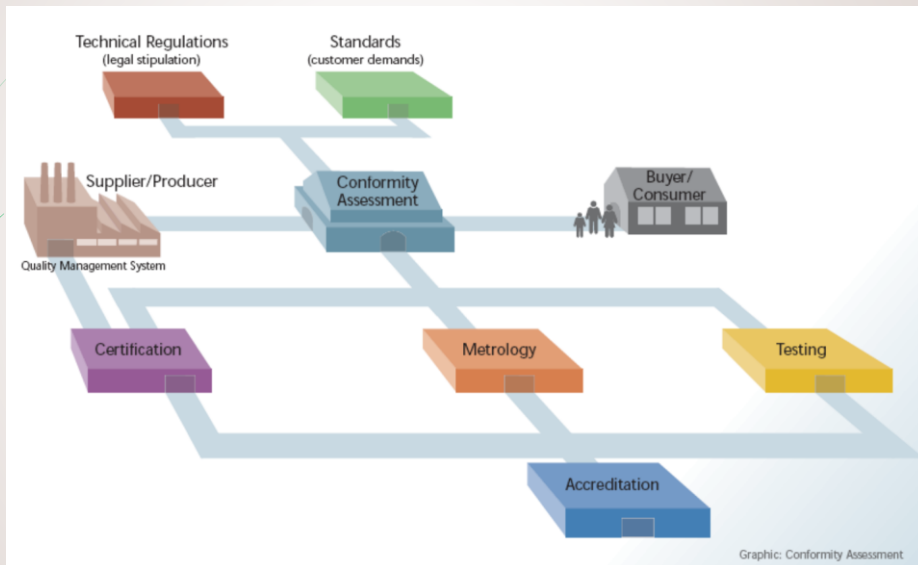 Technical Regulations
(legal stipulation)
Standards
(customer demands)
Supplier/Producer
Conformity
Assessment
Buyer/
Consumer
Quality Management System
Certification
Metrology
Testing
Accreditation
Graphic: Conformity Assessment